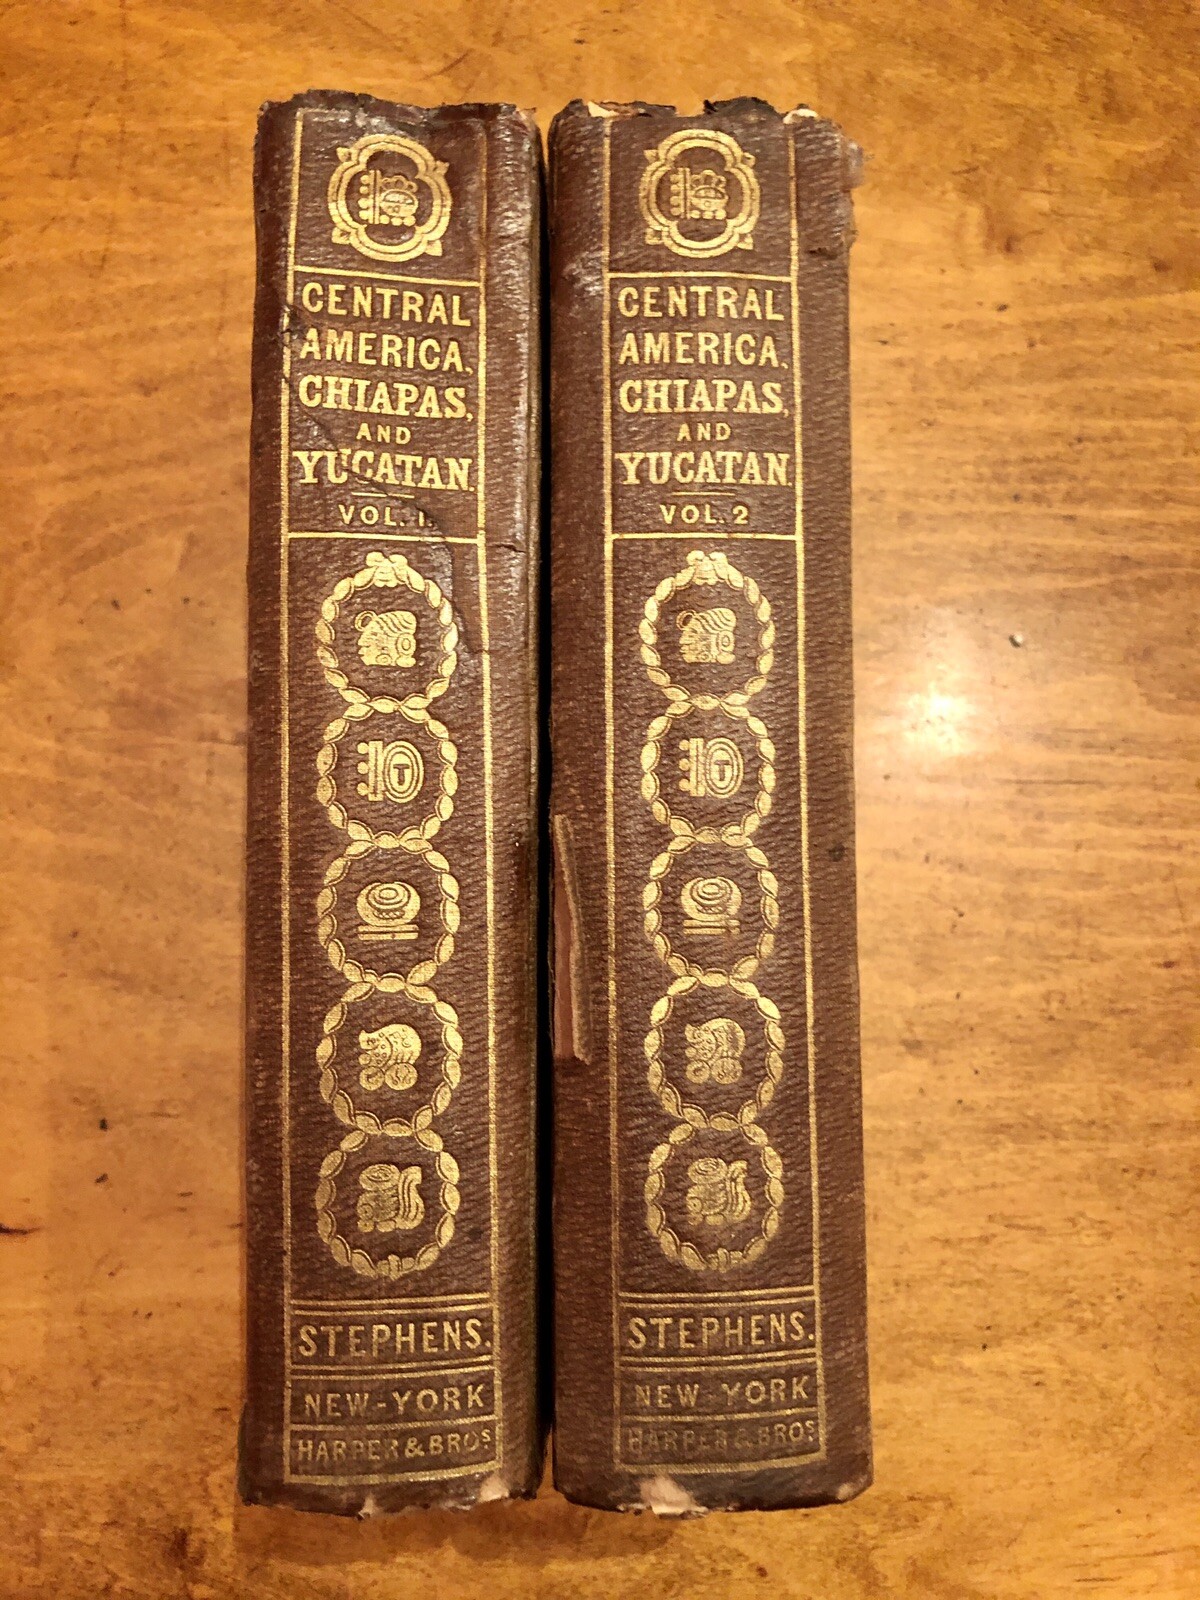 CENTRAL
AMERICA,
CHIAPAS,
AND
YUCATAN.
VOL. 1.
STEPHENS.
NEW-YORK
HARPER & BROS
CENTRAL
AMERICA,
CHIAPAS,
AND
YUCATAN.
VOL. 2
STEPHENS.
NEW-YORK
HARPER & BROS